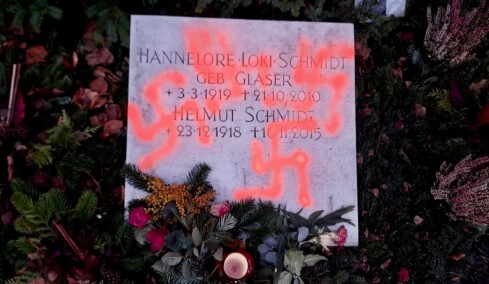 HANNELORE·LOKI·SCHMIDT
GEB GLASER
+ 3·3·1919 + 21·10·2010
HELMUT SCHMIDT
+ 23·12·1918 + 10·11·2015